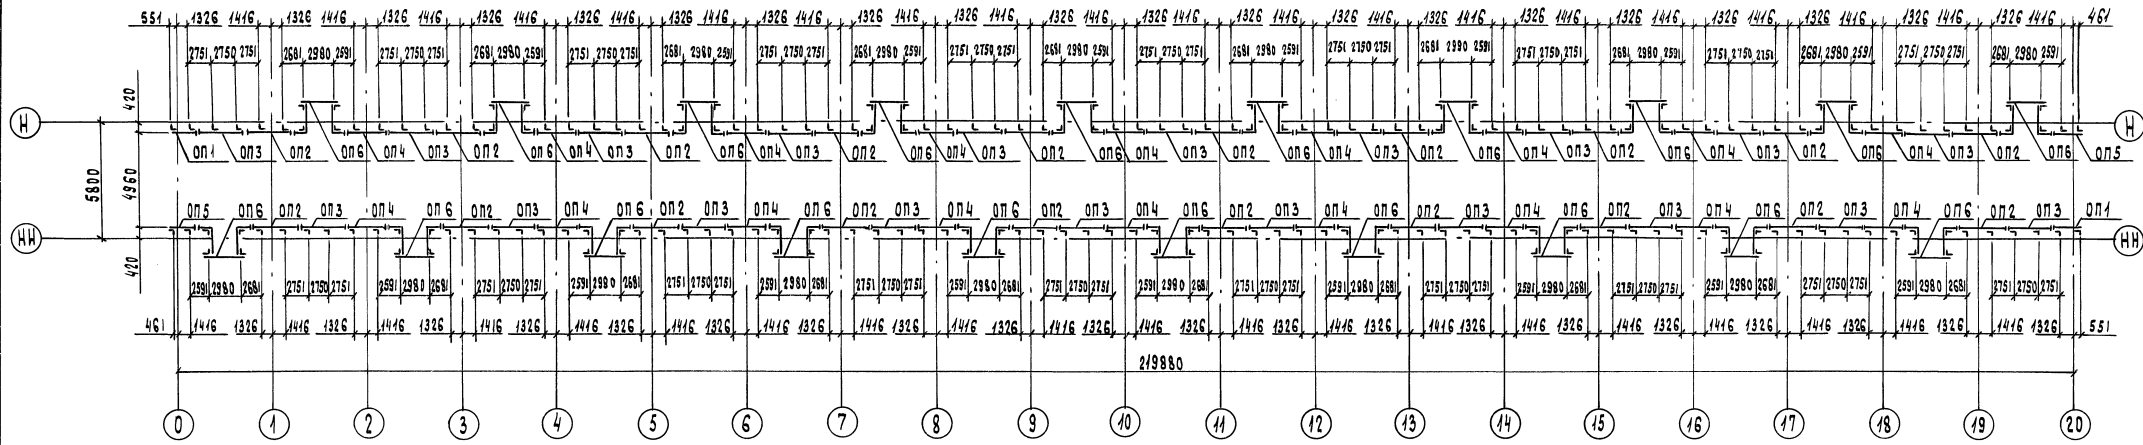 551 1326 1416 1326 1416 1326 1416 1326 1416 1326 1416 1326 1416 1326 1416 1326 1416 1326 1416 1326 1416 1326 1416 1326 1416 1326 1416 1326 1416 1326 1416 1326 1416 1326 1416 1326 1416 1326 1416 1326 1416 461
2751 2750 2751 2681 2980 2591 2751 2750 2751 2681 2980 2591 2751 2750 2751 2681 2980 2591 2751 2750 2751 2681 2980 2591 2751 2750 2751 2681 2980 2591 2751 2750 2751 2681 2980 2591 2751 2750 2751 2681 2990 2591 2751 2750 2751 2681 2980 2591 2751 2750 2751 2681 2980 2591 2751 2750 2751 2681 2980 2591
420
Н Н
ОП1 ОП3 ОП2 ОП6 ОП4 ОП3 ОП2 ОП6 ОП4 ОП3 ОП2 ОП6 ОП4 ОП3 ОП2 ОП6 ОП4 ОП3 ОП2 ОП6 ОП4 ОП3 ОП2 ОП6 ОП4 ОП3 ОП2 ОП6 ОП4 ОП3 ОП2 ОП6 ОП4 ОП3 ОП2 ОП6 ОП4 ОП3 ОП2 ОП6 ОП5
5800 4960
ОП5 ОП6 ОП2 ОП3 ОП4 ОП6 ОП2 ОП3 ОП4 ОП6 ОП2 ОП3 ОП4 ОП6 ОП2 ОП3 ОП4 ОП6 ОП2 ОП3 ОП4 ОП6 ОП2 ОП3 ОП4 ОП6 ОП2 ОП3 ОП4 ОП6 ОП2 ОП3 ОП4 ОП6 ОП2 ОП3 ОП4 ОП6 ОП2 ОП3 ОП1
НН НН
420
2591 2980 2681 2751 2750 2751 2591 2980 2681 2751 2750 2751 2591 2980 2681 2751 2750 2751 2591 2980 2681 2751 2750 2751 2591 2980 2681 2751 2750 2751 2591 2980 2681 2751 2750 2751 2591 2980 2681 2751 2750 2751 2591 2980 2681 2751 2750 2751 2591 2980 2681 2751 2750 2751 2591 2980 2681 2751 2750 2751
461 1416 1326 1416 1326 1416 1326 1416 1326 1416 1326 1416 1326 1416 1326 1416 1326 1416 1326 1416 1326 1416 1326 1416 1326 1416 1326 1416 1326 1416 1326 1416 1326 1416 1326 1416 1326 1416 1326 1416 1326 551
219880
0 1 2 3 4 5 6 7 8 9 10 11 12 13 14 15 16 17 18 19 20